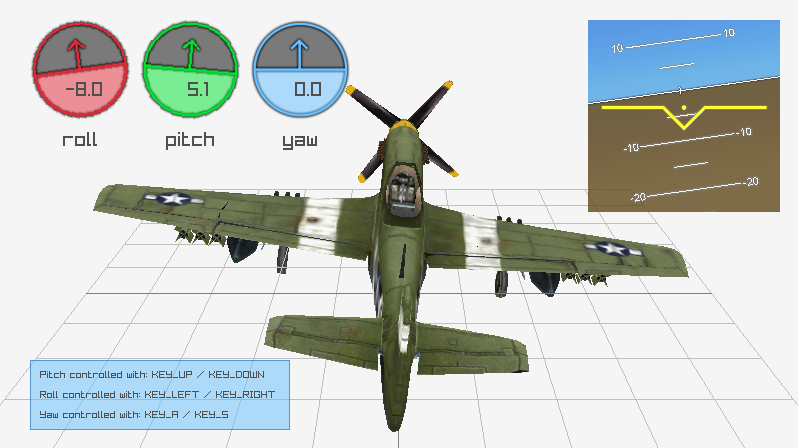 -8.0
5.1
0.0
roll
pitch
yaw
10 10
-10 -10
-20 -20
Pitch controlled with: KEY_UP / KEY_DOWN
Roll controlled with: KEY_LEFT / KEY_RIGHT
Yaw controlled with: KEY_A / KEY_S